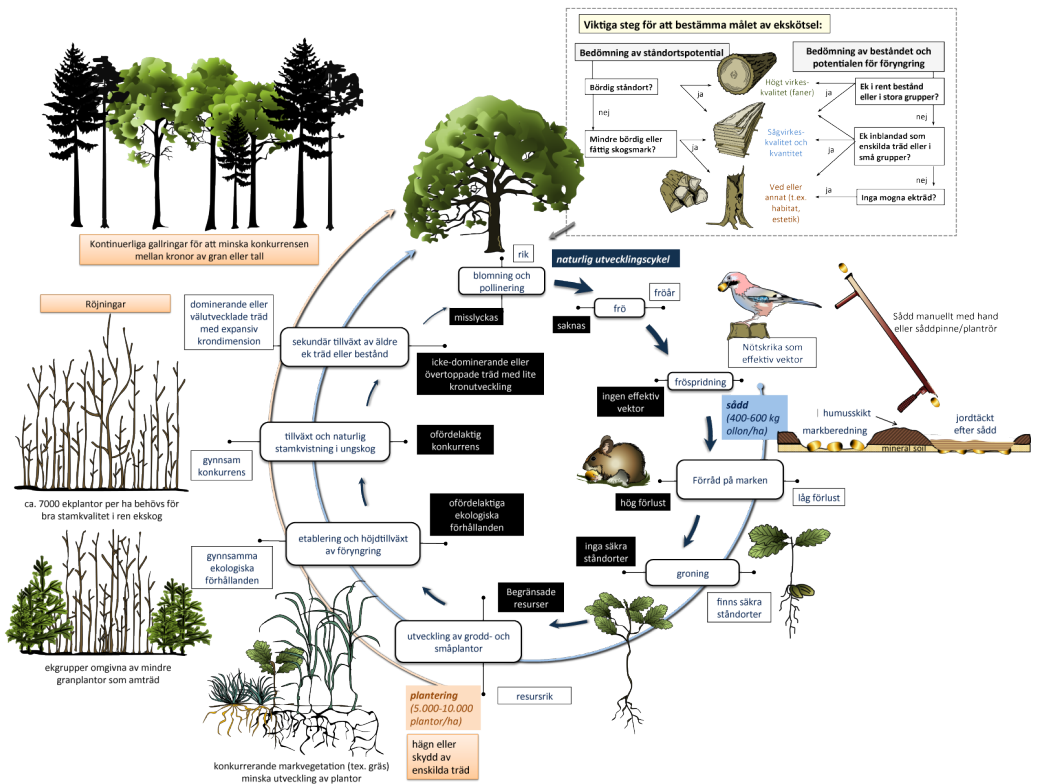 Viktiga steg för att bestämma målet av ekskötsel:
Bedömning av ståndortspotential
Bedömning av beståndet och
potentialen för föryngring
Bördig ståndort?
ja
nej
Mindre bördig eller
fattig skogsmark?
ja
Högt virkes-
kvalitet (faner)
Sågvirkes-
kvalitet och
kvantitet
Ved eller
annat (t.ex.
habitat,
estetik)
ja
Ek i rent bestånd
eller i stora grupper?
nej
ja
Ek inblandad som
enskilda träd eller i
små grupper?
nej
ja
Inga mogna ekträd?
Kontinuerliga gallringar för att minska konkurrensen
mellan kronor av gran eller tall
rik
naturlig utvecklingscykel
blomning och
pollinering
misslyckas
fröår
frö
saknas
Nötskrika som
effektiv vektor
Sådd manuellt med hand
eller såddpinne/plantrör
fröspridning
ingen effektiv
vektor
sådd
(400-600 kg
ollon/ha)
humusskikt
markberedning
mineral soil
jordtäckt
efter sådd
Förråd på marken
hög förlust
låg förlust
inga säkra
ståndorter
groning
finns säkra
ståndorter
Begränsade
resurser
utveckling av grodd- och
småplantor
resursrik
plantering
(5.000-10.000
plantor/ha)
hägn eller
skydd av
enskilda träd
konkurrerande markvegetation (tex. gräs)
minska utveckling av plantor
ofördelaktiga
ekologiska
förhållanden
etablering och höjdtillväxt
av föryngring
gynnsamma
ekologiska
förhållanden
ofördelaktig
konkurrens
tillväxt och naturlig
stamkvistning i ungskog
gynnsam
konkurrens
icke-dominerande eller
övertoppade träd med lite
kronutveckling
sekundär tillväxt av äldre
ek träd eller bestånd
dominerande eller
välutvecklade träd
med expansiv
krondimension
Röjningar
ca. 7000 ekplantor per ha behövs för
bra stamkvalitet i ren ekskog
ekgrupper omgivna av mindre
granplantor som amträd